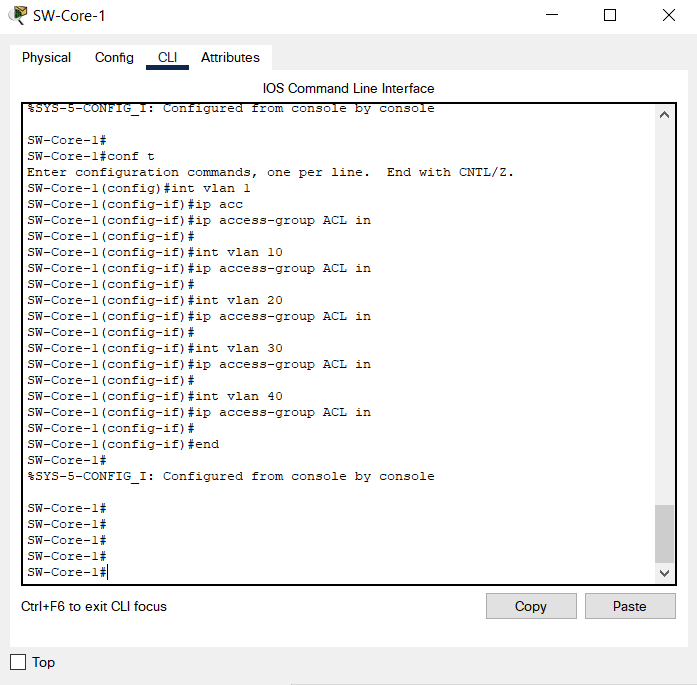 SW-Core-1
Physical Config CLI Attributes
IOS Command Line Interface
%SYS-5-CONFIG_I: Configured from console by console
SW-Core-1#
SW-Core-1#conf t
Enter configuration commands, one per line.  End with CNTL/Z.
SW-Core-1(config)#int vlan 1
SW-Core-1(config-if)#ip acc
SW-Core-1(config-if)#ip access-group ACL in
SW-Core-1(config-if)#
SW-Core-1(config-if)#int vlan 10
SW-Core-1(config-if)#ip access-group ACL in
SW-Core-1(config-if)#
SW-Core-1(config-if)#int vlan 20
SW-Core-1(config-if)#ip access-group ACL in
SW-Core-1(config-if)#
SW-Core-1(config-if)#int vlan 30
SW-Core-1(config-if)#ip access-group ACL in
SW-Core-1(config-if)#
SW-Core-1(config-if)#int vlan 40
SW-Core-1(config-if)#ip access-group ACL in
SW-Core-1(config-if)#
SW-Core-1(config-if)#end
SW-Core-1#
%SYS-5-CONFIG_I: Configured from console by console
SW-Core-1#
SW-Core-1#
SW-Core-1#
SW-Core-1#
SW-Core-1#
Ctrl+F6 to exit CLI focus Copy Paste
Top